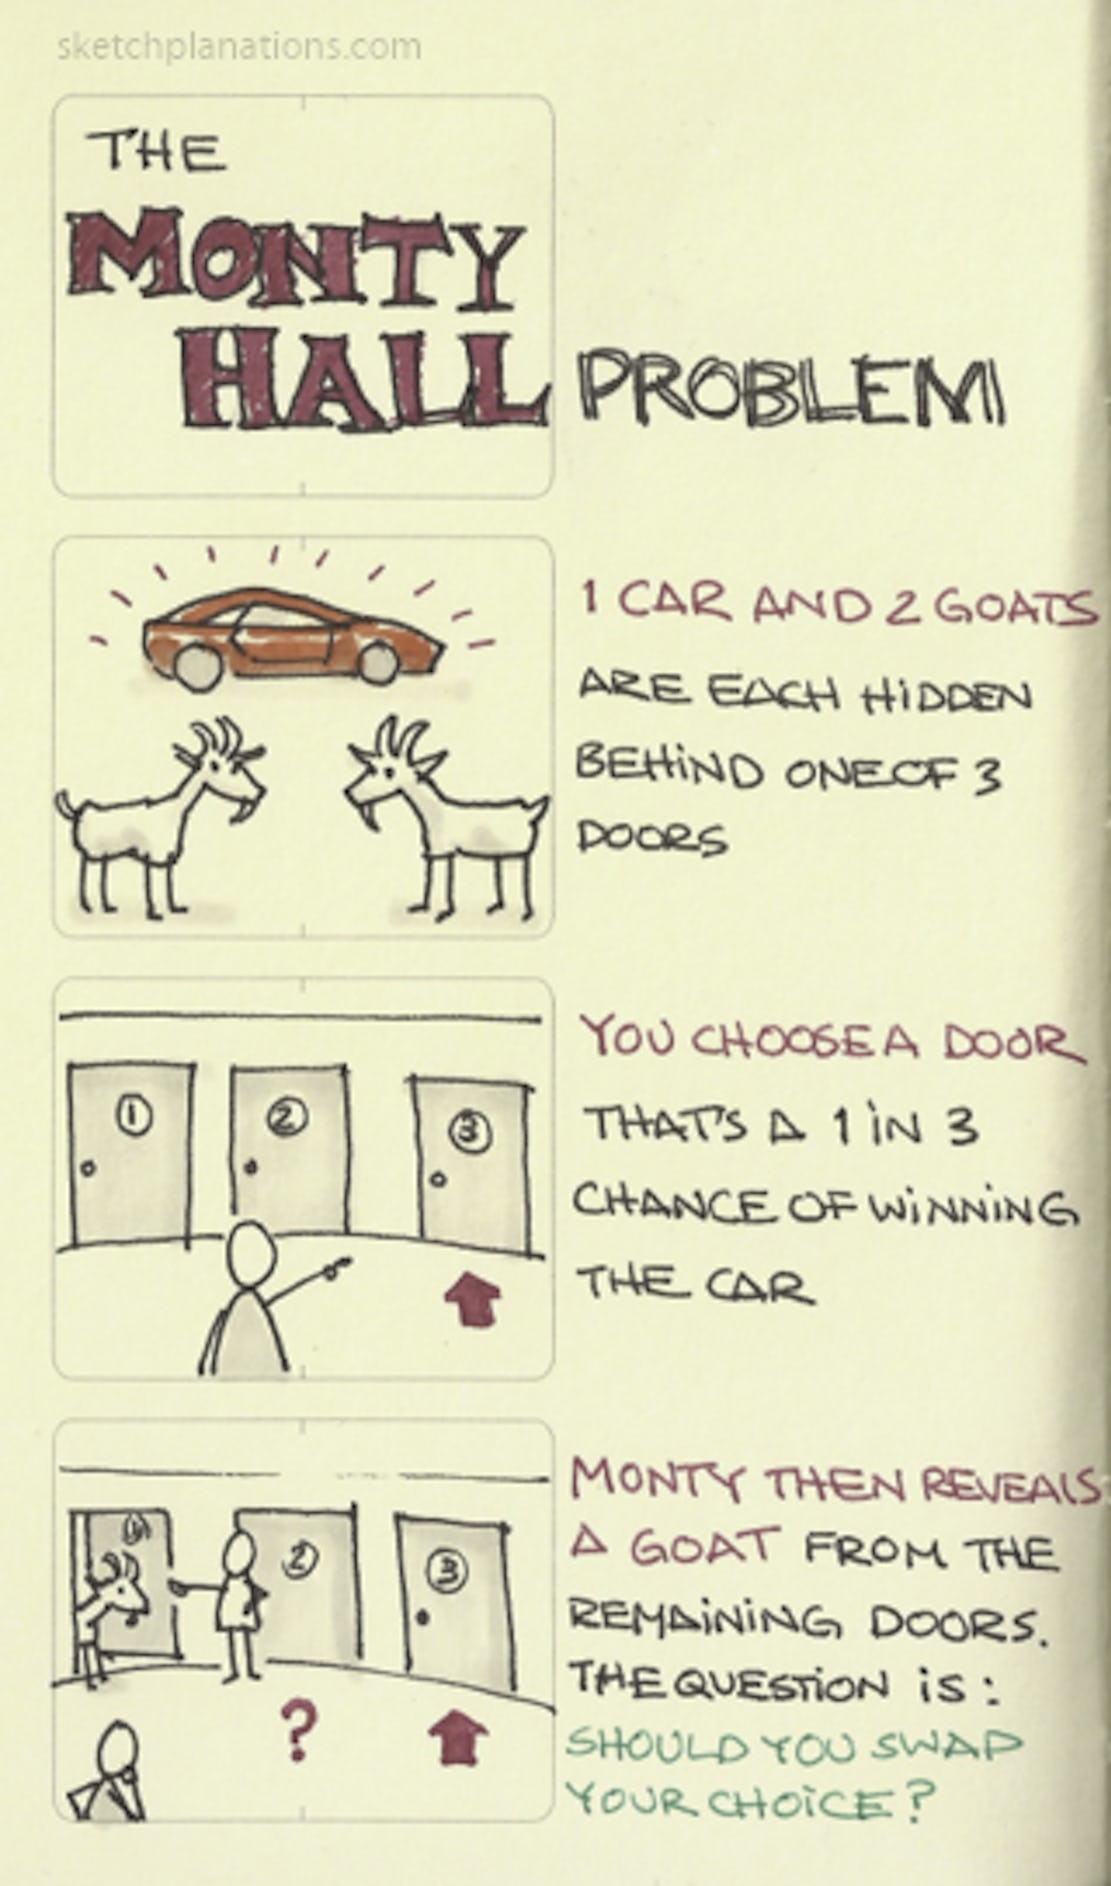 sketchplanations.com
THE
MONTY
HALL PROBLEM
1 CAR AND 2 GOATS
ARE EACH HIDDEN
BEHIND ONE OF 3
DOORS
1
2
3
YOU CHOOSE A DOOR
THAT'S A 1 IN 3
CHANCE OF WINNING
THE CAR
1
2
3
?
MONTY THEN REVEALS
A GOAT FROM THE
REMAINING DOORS.
THE QUESTION IS:
SHOULD YOU SWAP
YOUR CHOICE?